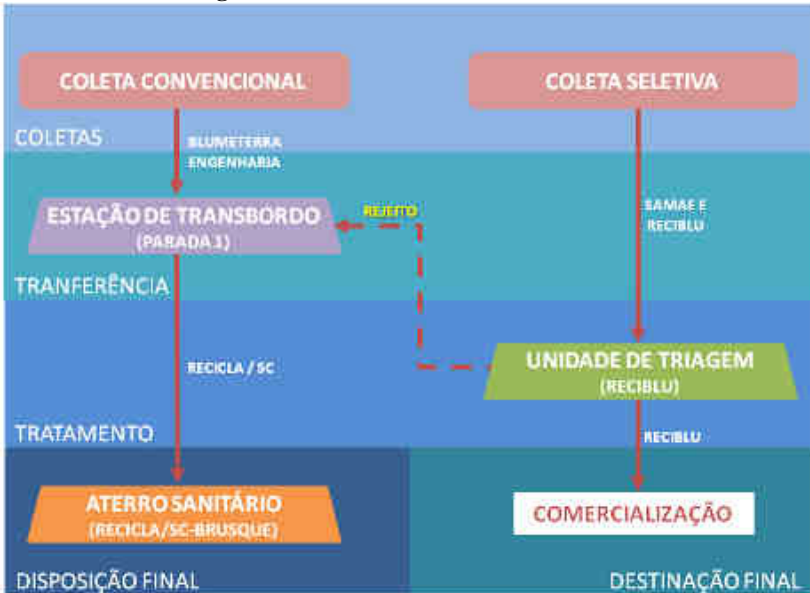 COLETA CONVENCIONAL
COLETA SELETIVA
COLETAS
BLUMETERRA
ENGENHARIA
ESTAÇÃO DE TRANSBORDO
(PARADA 1)
REJEITO
SAMAE E
RECIBLU
TRANFERÊNCIA
RECICLA / SC
UNIDADE DE TRIAGEM
(RECIBLU)
TRATAMENTO
RECIBLU
ATERRO SANITÁRIO
(RECICLA/SC-BRUSQUE)
COMERCIALIZAÇÃO
DISPOSIÇÃO FINAL
DESTINAÇÃO FINAL